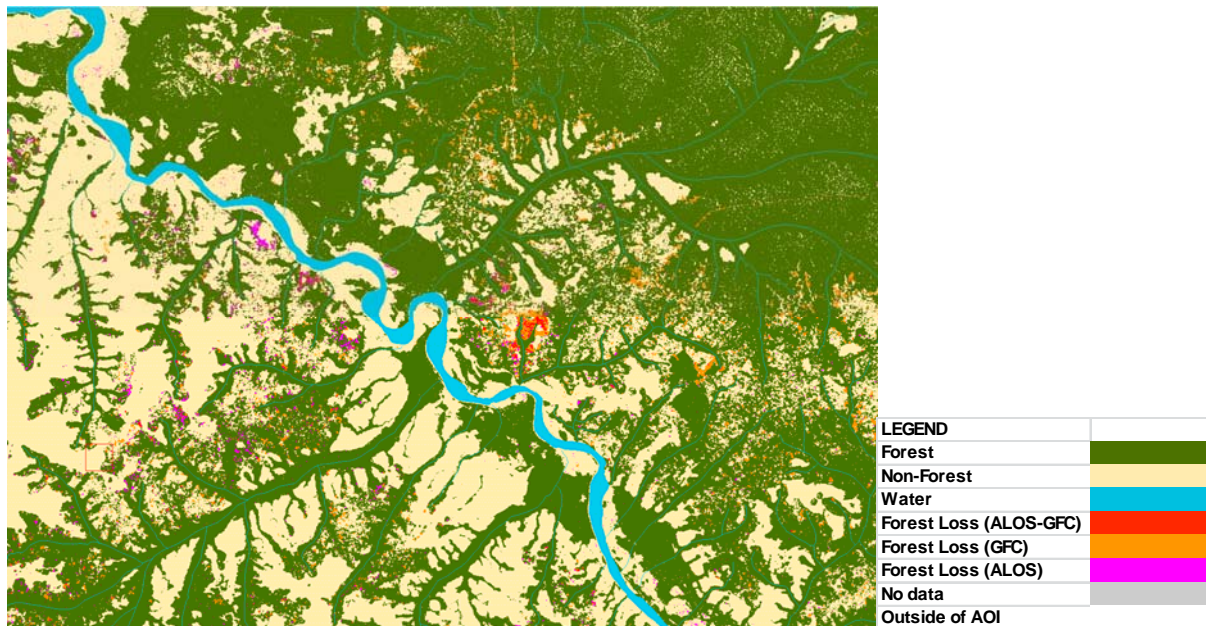 LEGEND
Forest
Non-Forest
Water
Forest Loss (ALOS-GFC)
Forest Loss (GFC)
Forest Loss (ALOS)
No data
Outside of AOI